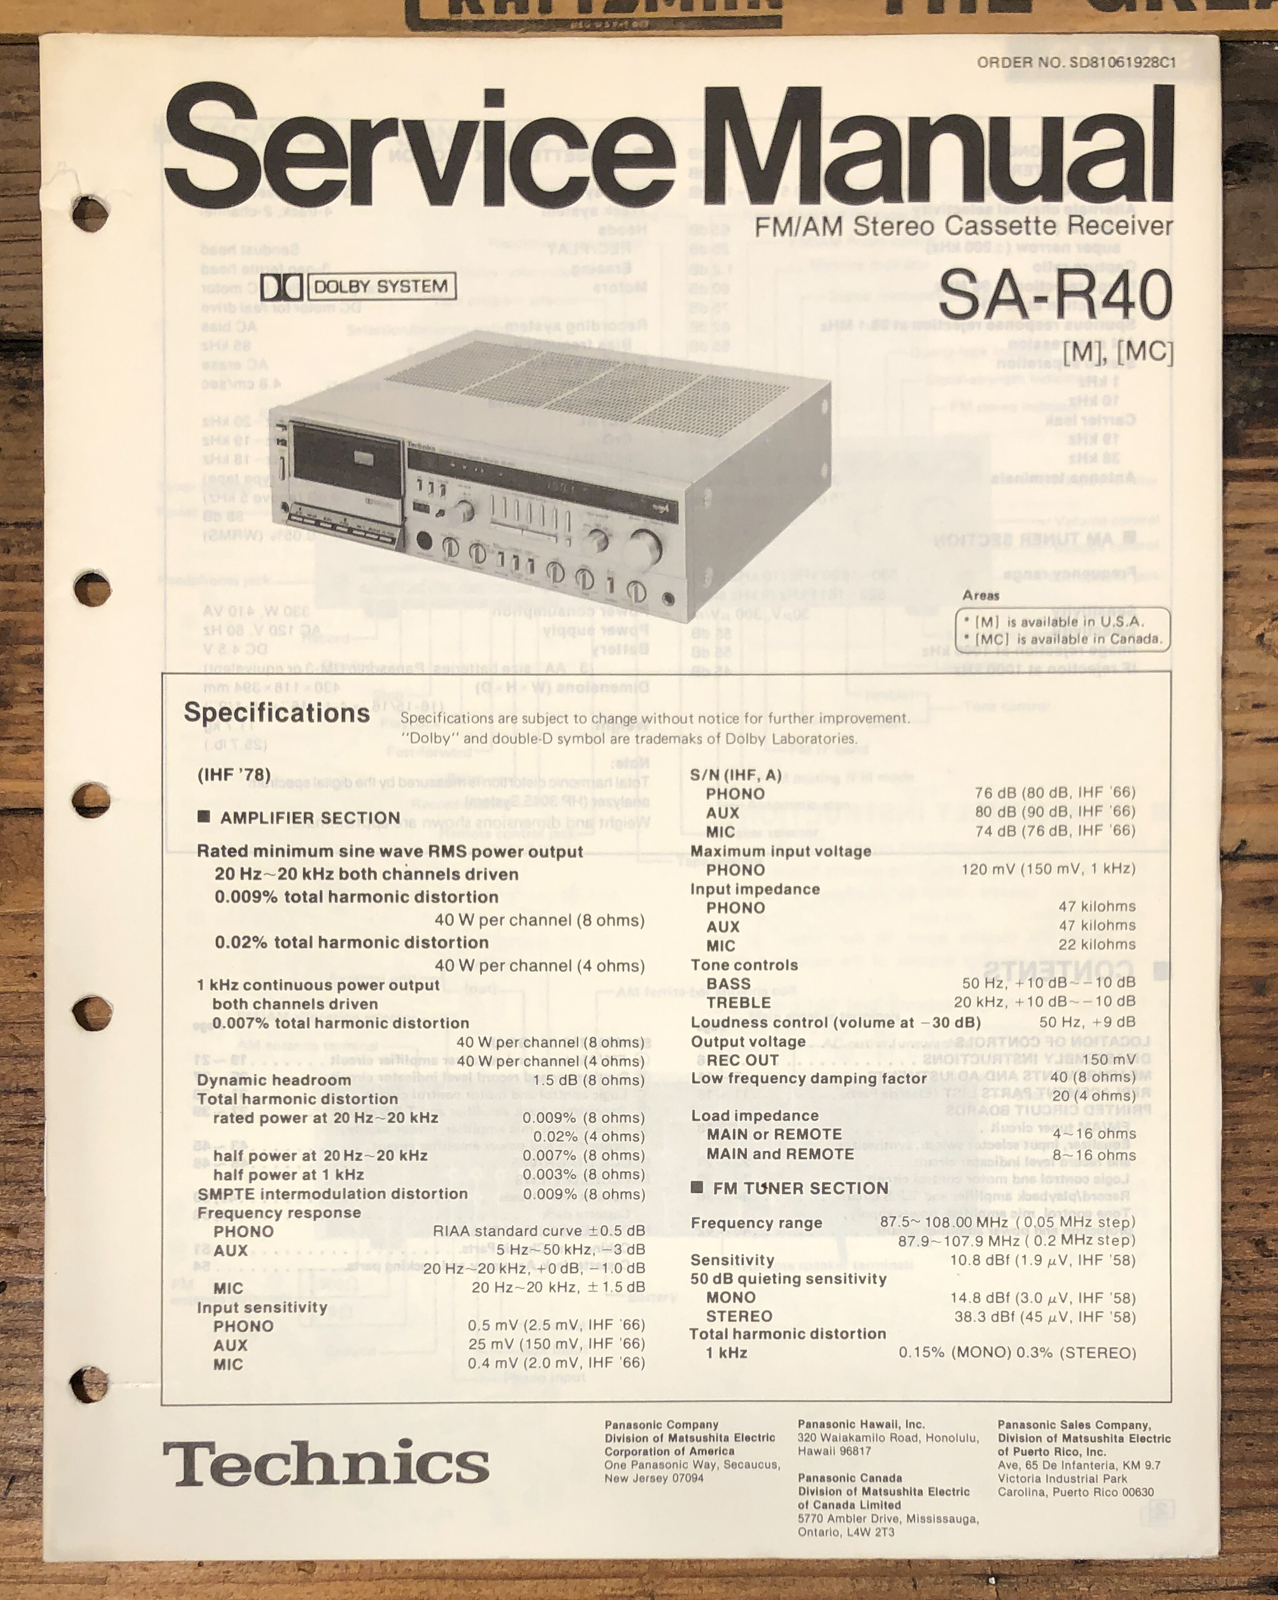 ORDER NO. SD81061928C1
Service Manual
FM/AM Stereo Cassette Receiver
DOLBY SYSTEM
SA-R40
[M], [MC]
Technics
Areas
* [M] is available in U.S.A.
* [MC] is available in Canada.
Specifications
Specifications are subject to change without notice for further improvement.
"Dolby" and double-D symbol are trademaks of Dolby Laboratories.
(IHF '78)
■ AMPLIFIER SECTION
Rated minimum sine wave RMS power output
20 Hz~20 kHz both channels driven
0.009% total harmonic distortion
40 W per channel (8 ohms)
0.02% total harmonic distortion
40 W per channel (4 ohms)
1 kHz continuous power output
both channels driven
0.007% total harmonic distortion
40 W per channel (8 ohms)
40 W per channel (4 ohms)
Dynamic headroom 1.5 dB (8 ohms)
Total harmonic distortion
rated power at 20 Hz~20 kHz 0.009% (8 ohms)
0.02% (4 ohms)
half power at 20 Hz~20 kHz 0.007% (8 ohms)
half power at 1 kHz 0.003% (8 ohms)
SMPTE intermodulation distortion 0.009% (8 ohms)
Frequency response
PHONO RIAA standard curve ±0.5 dB
AUX 5 Hz~50 kHz, −3 dB
20 Hz~20 kHz, +0 dB, −1.0 dB
MIC 20 Hz~20 kHz, ±1.5 dB
Input sensitivity
PHONO 0.5 mV (2.5 mV, IHF '66)
AUX 25 mV (150 mV, IHF '66)
MIC 0.4 mV (2.0 mV, IHF '66)
S/N (IHF, A)
PHONO 76 dB (80 dB, IHF '66)
AUX 80 dB (90 dB, IHF '66)
MIC 74 dB (76 dB, IHF '66)
Maximum input voltage
PHONO 120 mV (150 mV, 1 kHz)
Input impedance
PHONO 47 kilohms
AUX 47 kilohms
MIC 22 kilohms
Tone controls
BASS 50 Hz, +10 dB~−10 dB
TREBLE 20 kHz, +10 dB~−10 dB
Loudness control (volume at −30 dB) 50 Hz, +9 dB
Output voltage
REC OUT 150 mV
Low frequency damping factor 40 (8 ohms)
20 (4 ohms)
Load impedance
MAIN or REMOTE 4~16 ohms
MAIN and REMOTE 8~16 ohms
■ FM TUNER SECTION
Frequency range 87.5~108.00 MHz (0.05 MHz step)
87.9~107.9 MHz (0.2 MHz step)
Sensitivity 10.8 dBf (1.9 μV, IHF '58)
50 dB quieting sensitivity
MONO 14.8 dBf (3.0 μV, IHF '58)
STEREO 38.3 dBf (45 μV, IHF '58)
Total harmonic distortion
1 kHz 0.15% (MONO) 0.3% (STEREO)
Technics
Panasonic Company
Division of Matsushita Electric
Corporation of America
One Panasonic Way, Secaucus,
New Jersey 07094
Panasonic Hawaii, Inc.
320 Waiakamilo Road, Honolulu,
Hawaii 96817
Panasonic Canada
Division of Matsushita Electric
of Canada Limited
5770 Ambler Drive, Mississauga,
Ontario, L4W 2T3
Panasonic Sales Company,
Division of Matsushita Electric
of Puerto Rico, Inc.
Ave, 65 De Infanteria, KM 9.7
Victoria Industrial Park
Carolina, Puerto Rico 00630